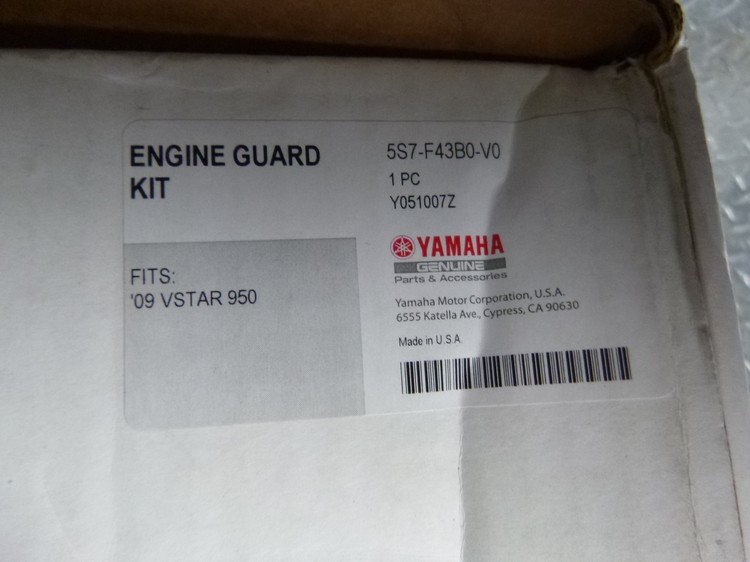 ENGINE GUARD
KIT
5S7-F43B0-V0
1 PC
Y051007Z
FITS:
'09 VSTAR 950
YAMAHA
GENUINE
Parts & Accessories
Yamaha Motor Corporation, U.S.A.
6555 Katella Ave., Cypress, CA 90630
Made in U.S.A.